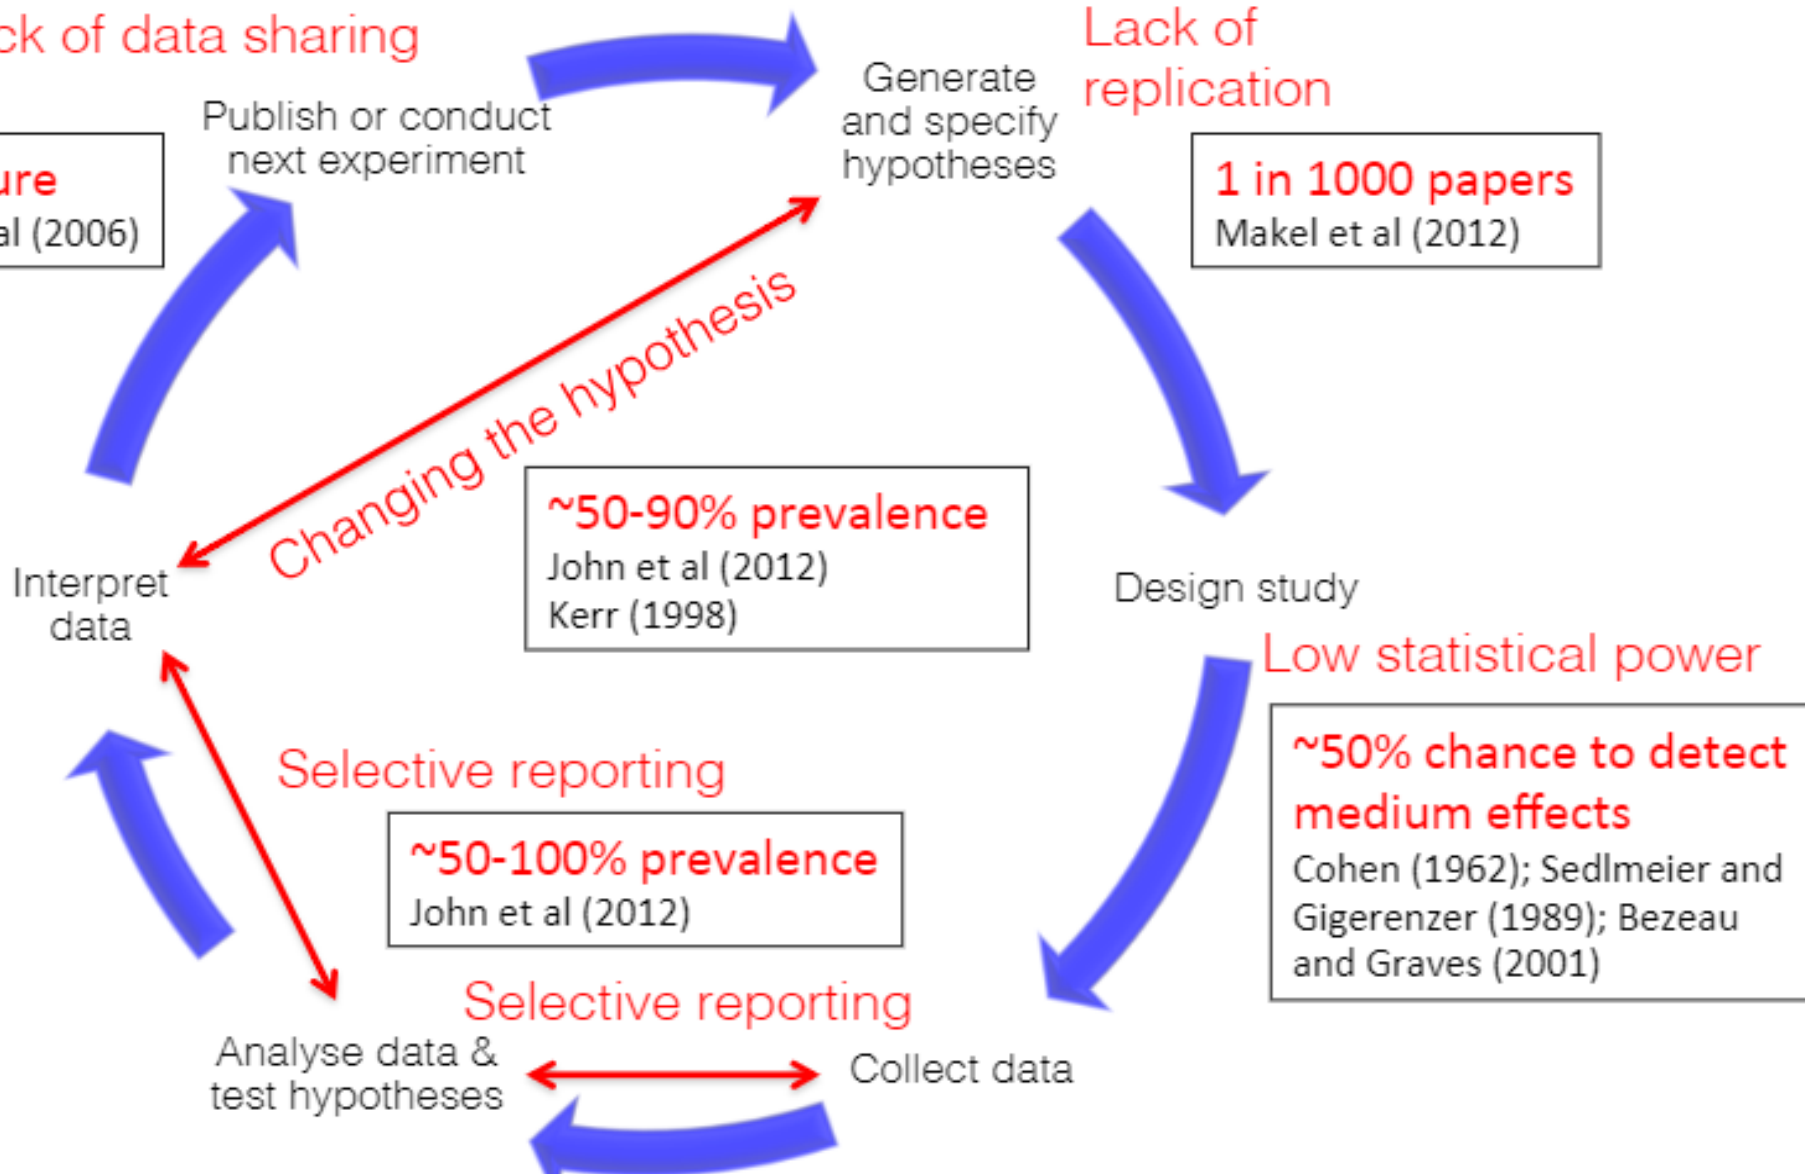 ck of data sharing
Publish or conduct
next experiment
ure
al (2006)
Generate
and specify
hypotheses
Lack of
replication
1 in 1000 papers
Makel et al (2012)
Changing the hypothesis
~50-90% prevalence
John et al (2012)
Kerr (1998)
Interpret
data
Design study
Low statistical power
~50% chance to detect
medium effects
Cohen (1962); Sedlmeier and
Gigerenzer (1989); Bezeau
and Graves (2001)
Selective reporting
~50-100% prevalence
John et al (2012)
Selective reporting
Analyse data &
test hypotheses
Collect data